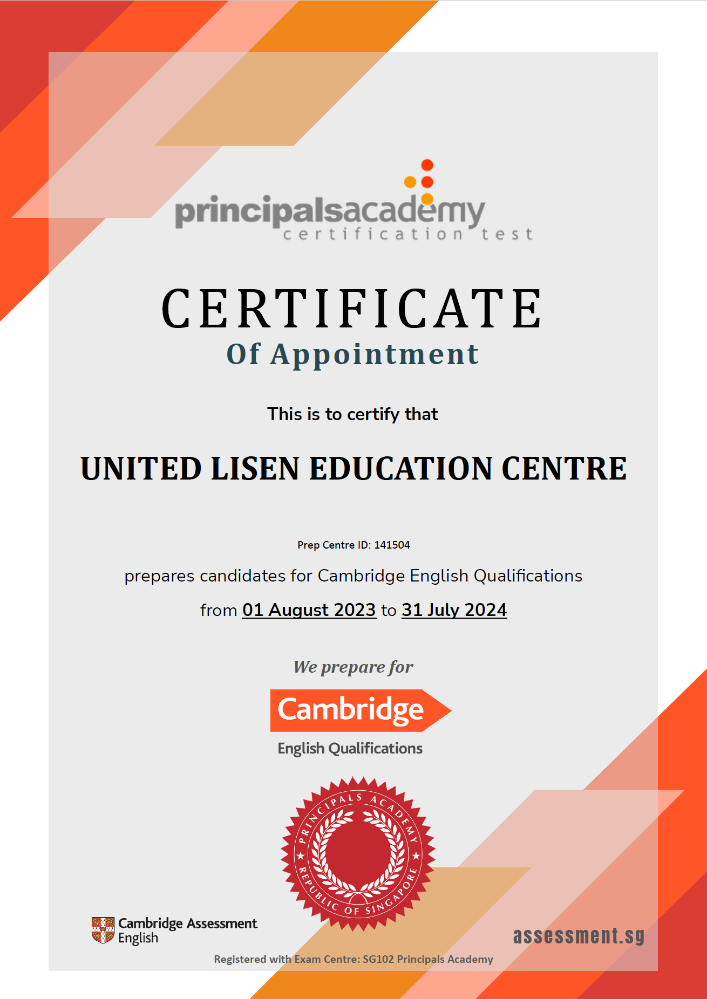 principalsacademy
certification test
CERTIFICATE
Of Appointment
This is to certify that
UNITED LISEN EDUCATION CENTRE
Prep Centre ID: 141504
prepares candidates for Cambridge English Qualifications
from 01 August 2023 to 31 July 2024
We prepare for
Cambridge
English Qualifications
PRINCIPALS ACADEMY
REPUBLIC OF SINGAPORE
Cambridge Assessment
English
assessment.sg
Registered with Exam Centre: SG102 Principals Academy